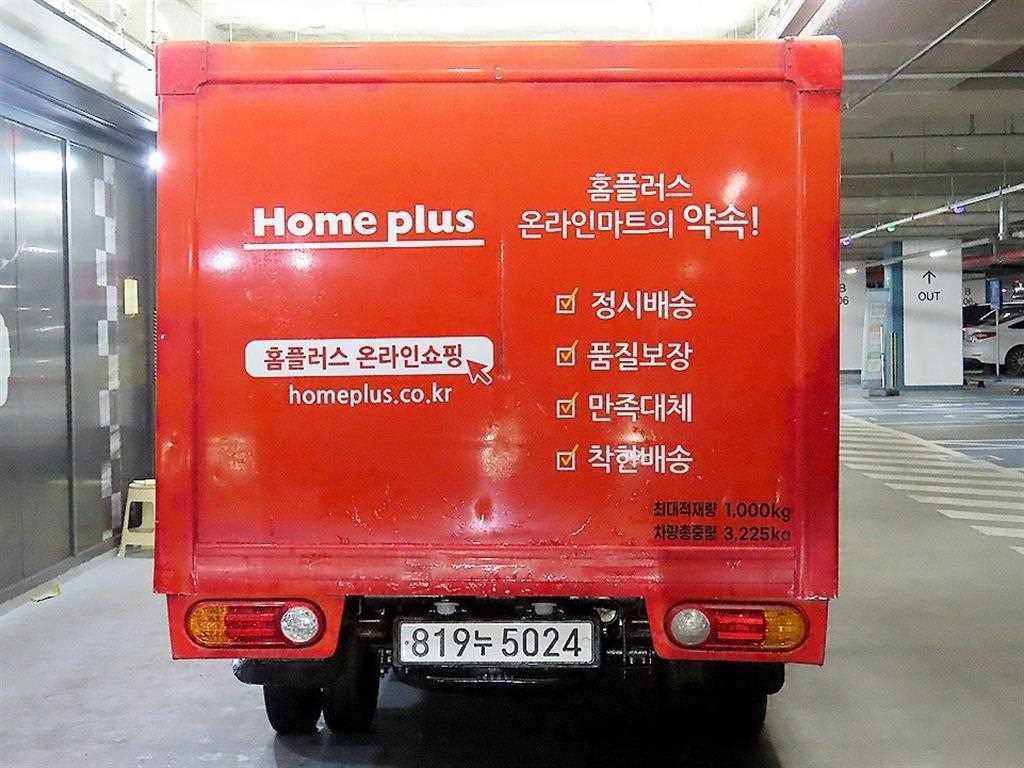 Home plus
홈플러스 온라인쇼핑
homeplus.co.kr
홈플러스
온라인마트의 약속!
정시배송
품질보장
만족대체
착한배송
최대적재량 1,000kg
차량총중량 3,225kg
819누 5024
OUT
B
06
B
06